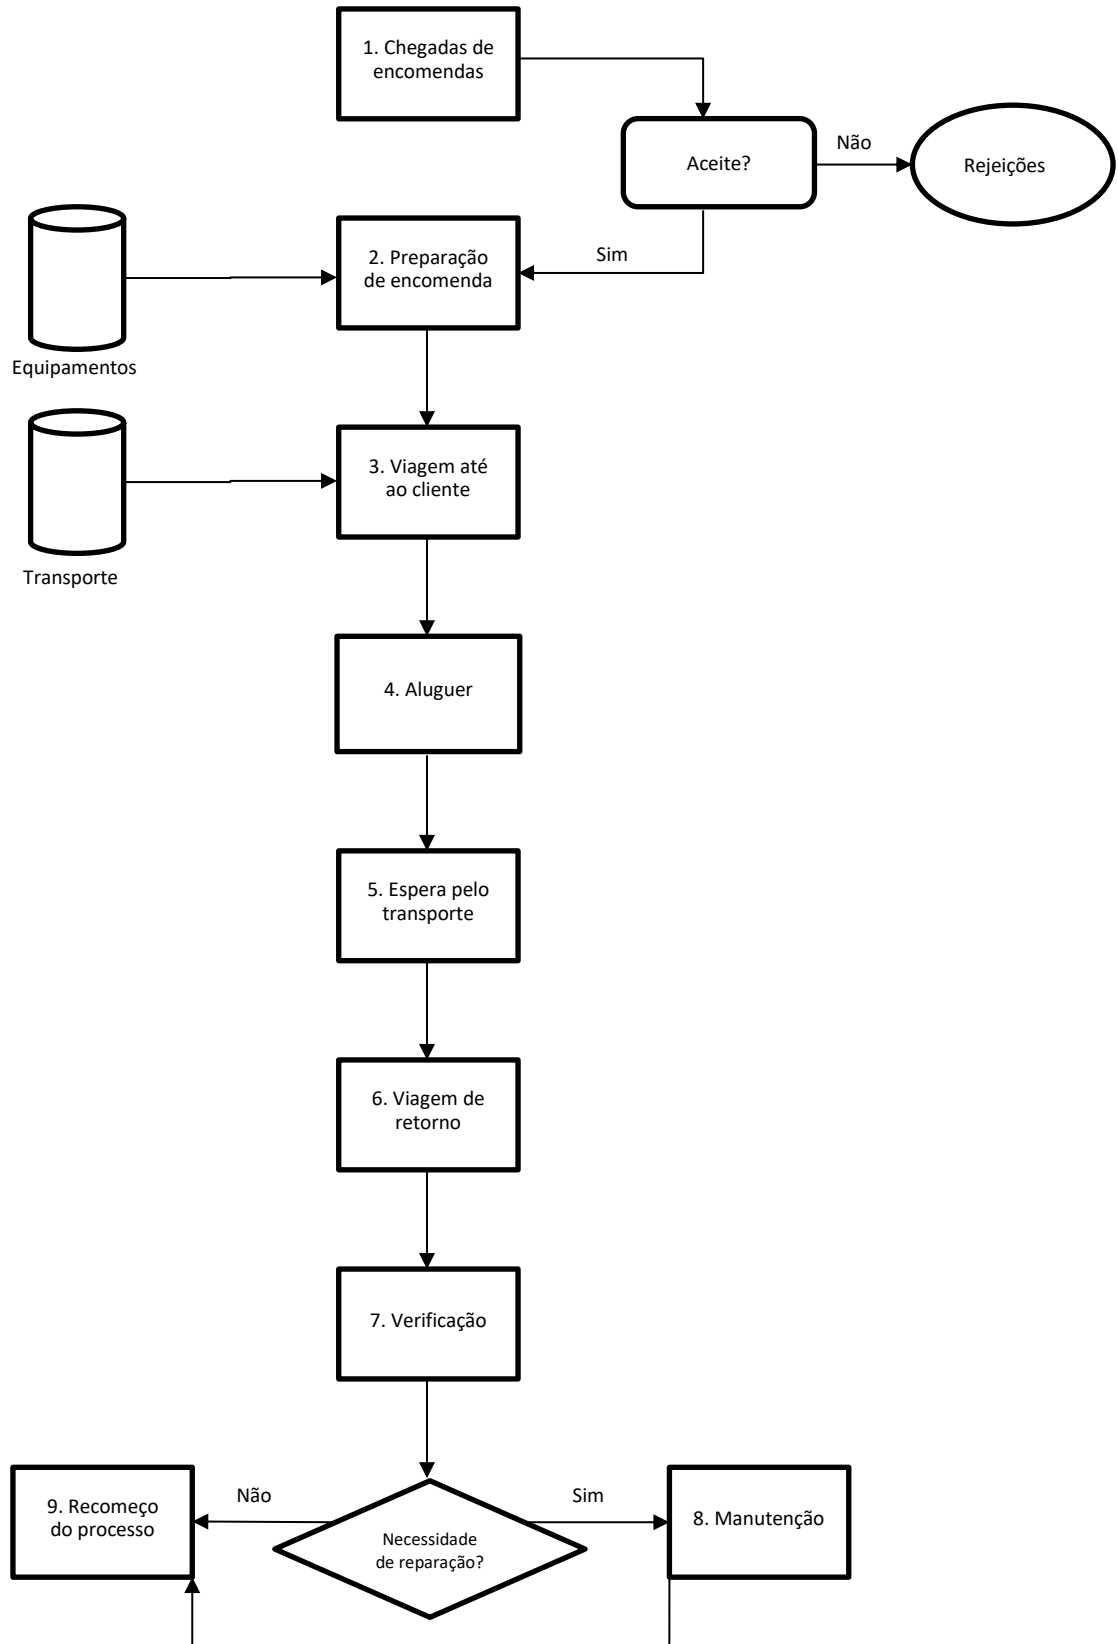 1. Chegadas de
encomendas
Aceite?
Não
Rejeições
Sim
2. Preparação
de encomenda
Equipamentos
3. Viagem até
ao cliente
Transporte
4. Aluguer
5. Espera pelo
transporte
6. Viagem de
retorno
7. Verificação
9. Recomeço
do processo
Não
Necessidade
de reparação?
Sim
8. Manutenção